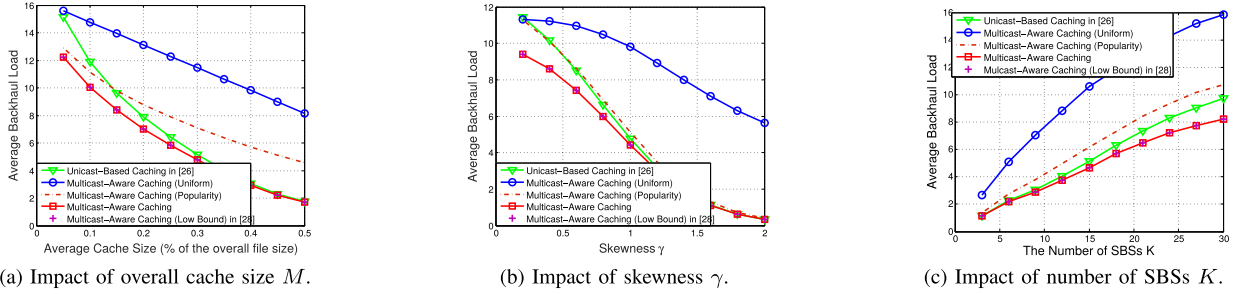 16
14
12
10
8
6
4
2
0
Average Backhaul Load
Unicast−Based Caching in [26]
Multicast−Aware Caching (Uniform)
Multicast−Aware Caching (Popularity)
Multicast−Aware Caching
Multicast−Aware Caching (Low Bound) in [28]
0 0.1 0.2 0.3 0.4 0.5
Average Cache Size (% of the overall file size)
(a) Impact of overall cache size M.
12
10
8
6
4
2
0
Average Backhaul Load
Unicast−Based Caching in [26]
Multicast−Aware Caching (Uniform)
Multicast−Aware Caching (Popularity)
Multicast−Aware Caching
Multicast−Aware Caching (Low Bound) in [28]
0 0.5 1 1.5 2
Skewness γ
(b) Impact of skewness γ.
16
14
12
10
8
6
4
2
0
Average Backhaul Load
Unicast−Based Caching in [26]
Multicast−Aware Caching (Uniform)
Multicast−Aware Caching (Popularity)
Multicast−Aware Caching
Mulcast−Aware Caching (Low Bound) in [28]
0 5 10 15 20 25 30
The Number of SBSs K
(c) Impact of number of SBSs K.